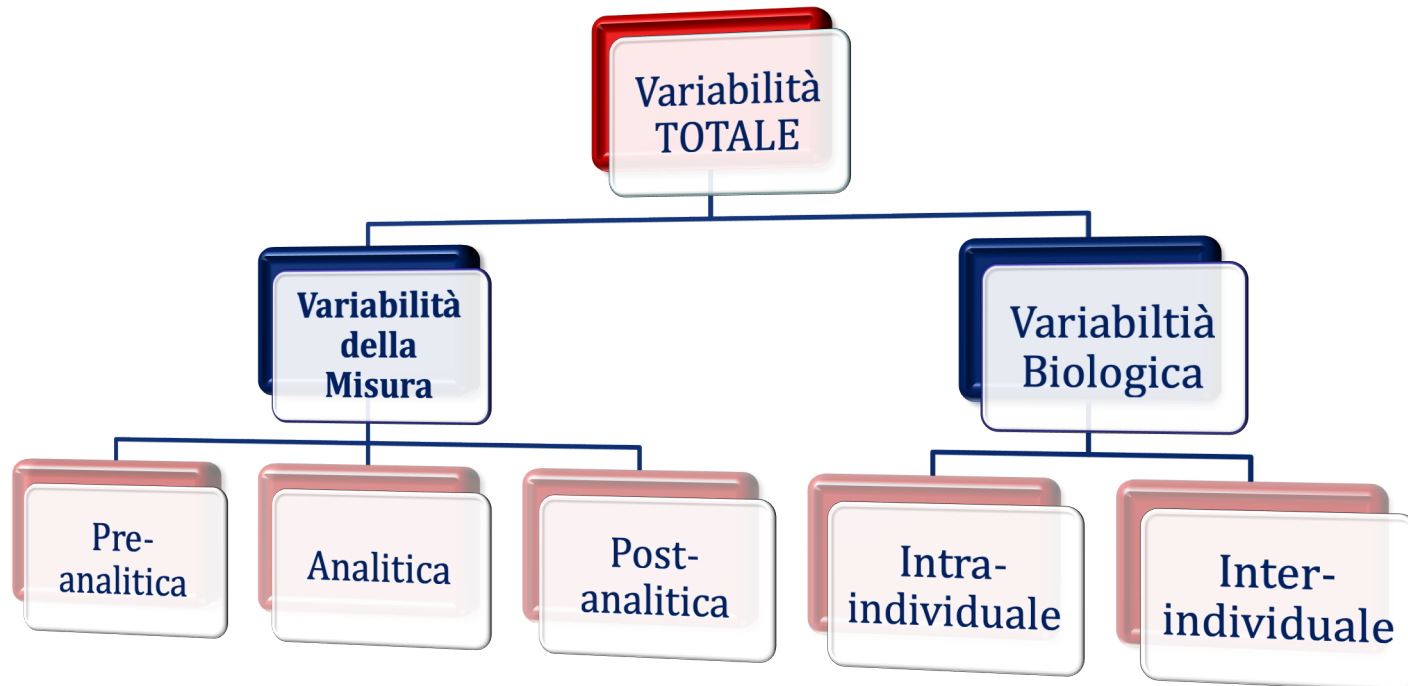 Variabilità
TOTALE
Variabilità
della
Misura
Variabiltià
Biologica
Pre-
analitica
Analitica
Post-
analitica
Intra-
individuale
Inter-
individuale